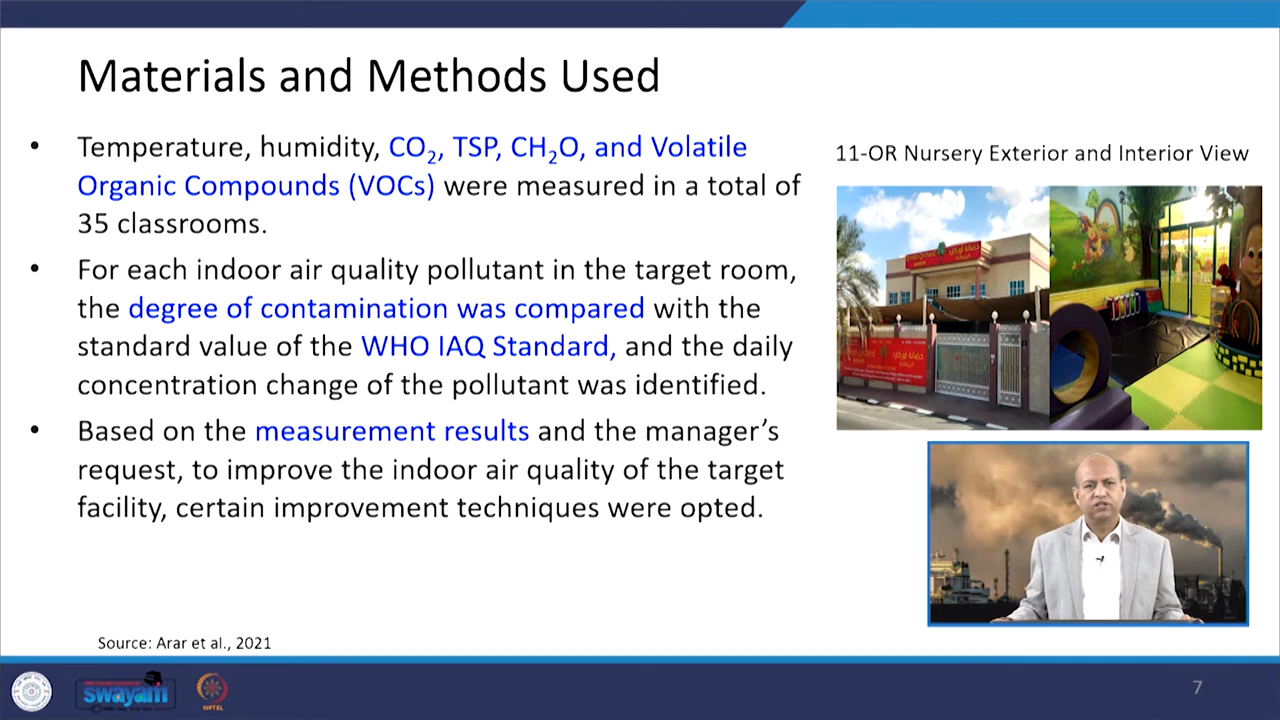 Materials and Methods Used
• Temperature, humidity, CO₂, TSP, CH₂O, and Volatile
Organic Compounds (VOCs) were measured in a total of
35 classrooms.
• For each indoor air quality pollutant in the target room,
the degree of contamination was compared with the
standard value of the WHO IAQ Standard, and the daily
concentration change of the pollutant was identified.
• Based on the measurement results and the manager’s
request, to improve the indoor air quality of the target
facility, certain improvement techniques were opted.
11-OR Nursery Exterior and Interior View
حضانة أوركارد
Source: Arar et al., 2021
swayam
NPTEL
7